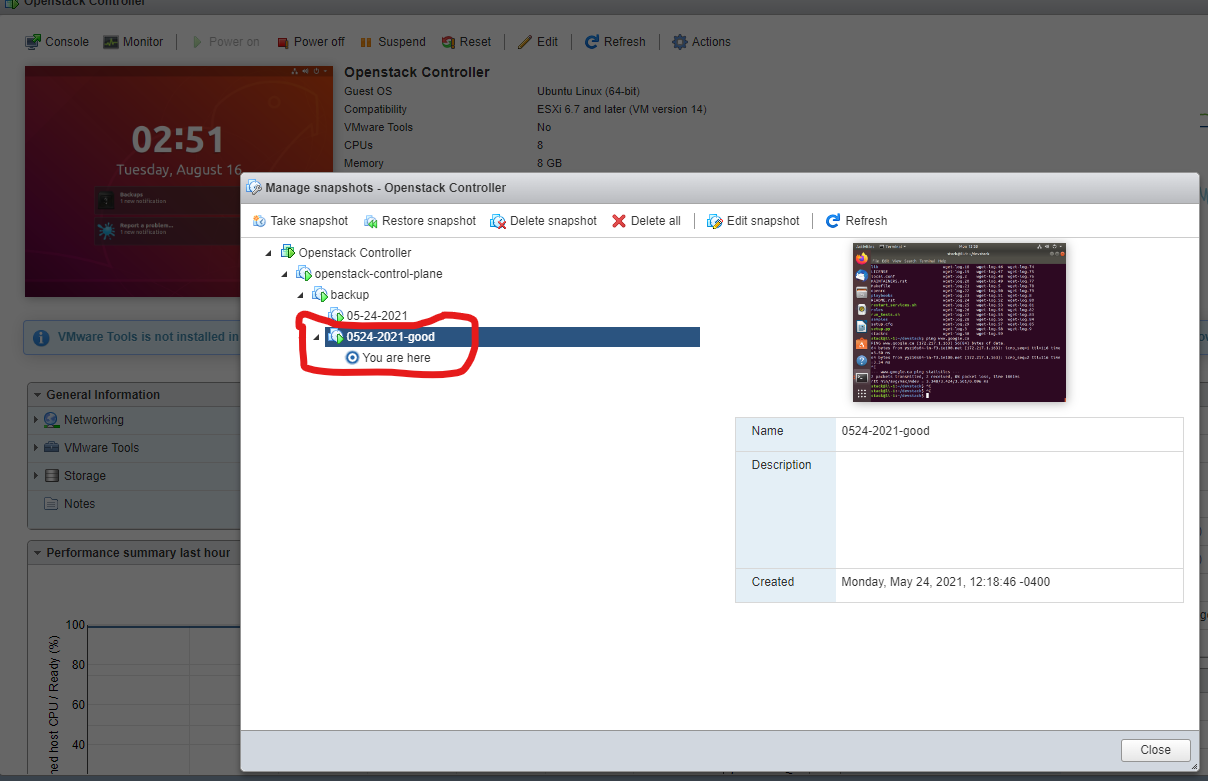 Openstack Controller
Console Monitor Power on Power off Suspend Reset Edit Refresh Actions
02:51
Tuesday, August 16
Backups
1 new notification
Report a problem...
1 new notification
Openstack Controller
Guest OS Ubuntu Linux (64-bit)
Compatibility ESXi 6.7 and later (VM version 14)
VMware Tools No
CPUs 8
Memory 8 GB
VMware Tools is not installed in
General Information
Networking
VMware Tools
Storage
Notes
Performance summary last hour
100
80
60
40
host CPU / Ready (%)
Manage snapshots - Openstack Controller
Take snapshot Restore snapshot Delete snapshot Delete all Edit snapshot Refresh
Openstack Controller
openstack-control-plane
backup
05-24-2021
0524-2021-good
You are here
Name 0524-2021-good
Description
Created Monday, May 24, 2021, 12:18:46 -0400
Close